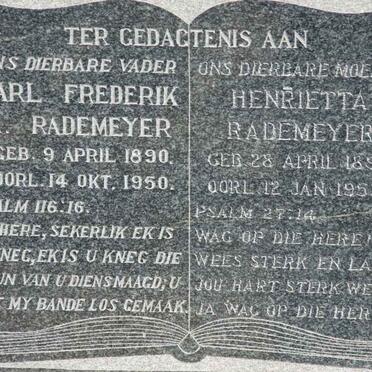 TER GEDACTENIS AAN
NS DIERBARE VADER
ARL FREDERIK
RADEMEYER
GEB. 9 APRIL 1890.
OORL. 14 OKT. 1950.
ALM 116:16.
HERE, SEKERLIK EK IS
KNEG, EK IS U KNEG DIE
UN VAN U DIENSMAAGD; U
T MY BANDE LOS GEMAAK.
ONS DIERBARE MOE
HENRIETTA
RADEMEYER
GEB 28 APRIL 189
OORL 12 JAN 195
PSALM 27:14
WAG OP DIE HERE
WEES STERK EN LA
JOU HART STERK WE
JA WAG OP DIE HER